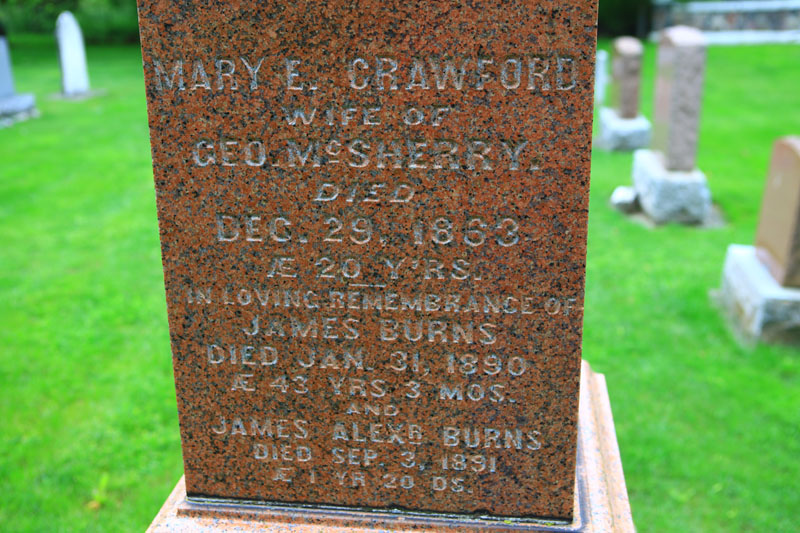 MARY E. CRAWFORD
WIFE OF
GEO. McSHERRY.
DIED
DEC. 29, 1863
Æ 20 Y'RS.
IN LOVING REMEMBRANCE OF
JAMES BURNS
DIED JAN. 31, 1890
Æ 43 YRS. 3 MOS.
AND
JAMES ALEXR BURNS
DIED SEP. 3, 1891
Æ 1 YR 20 DS.